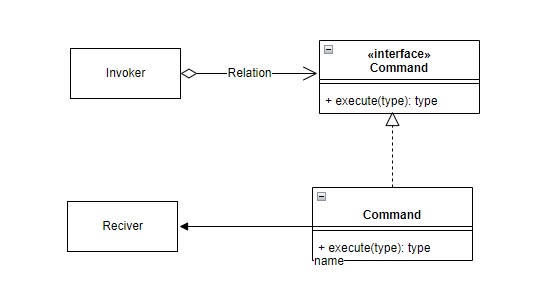 Invoker
Relation
«interface»
Command
+ execute(type): type
Reciver
Command
+ execute(type): type
name